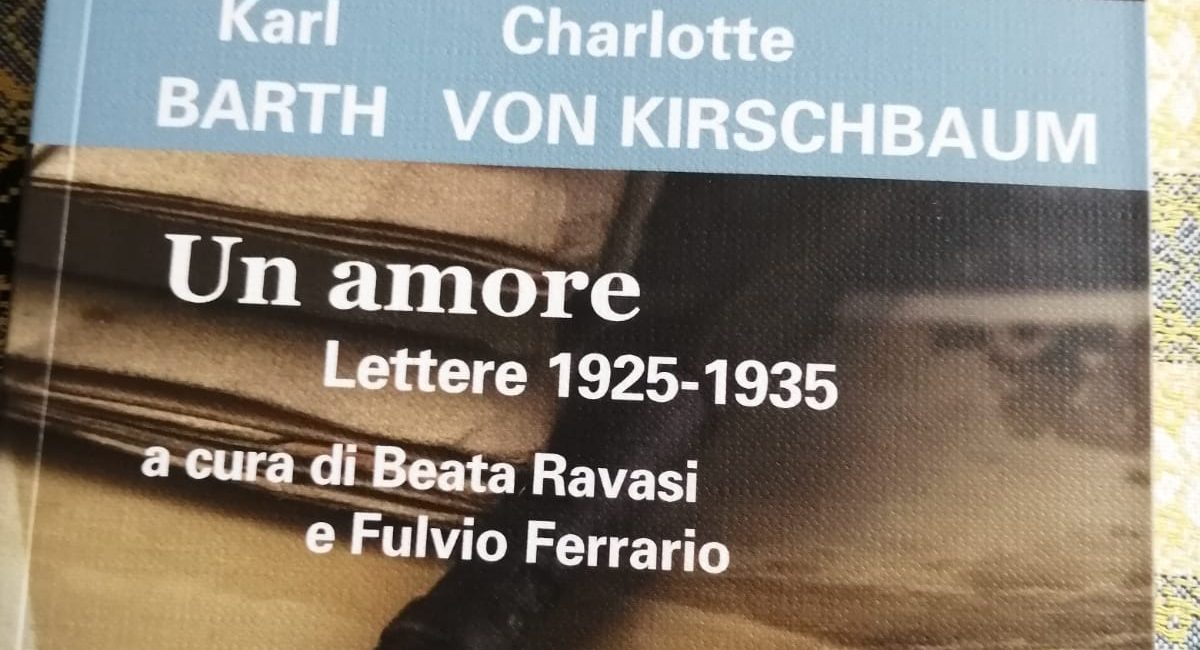 Karl Charlotte
BARTH VON KIRSCHBAUM
Un amore
Lettere 1925-1935
a cura di Beata Ravasi
e Fulvio Ferrario